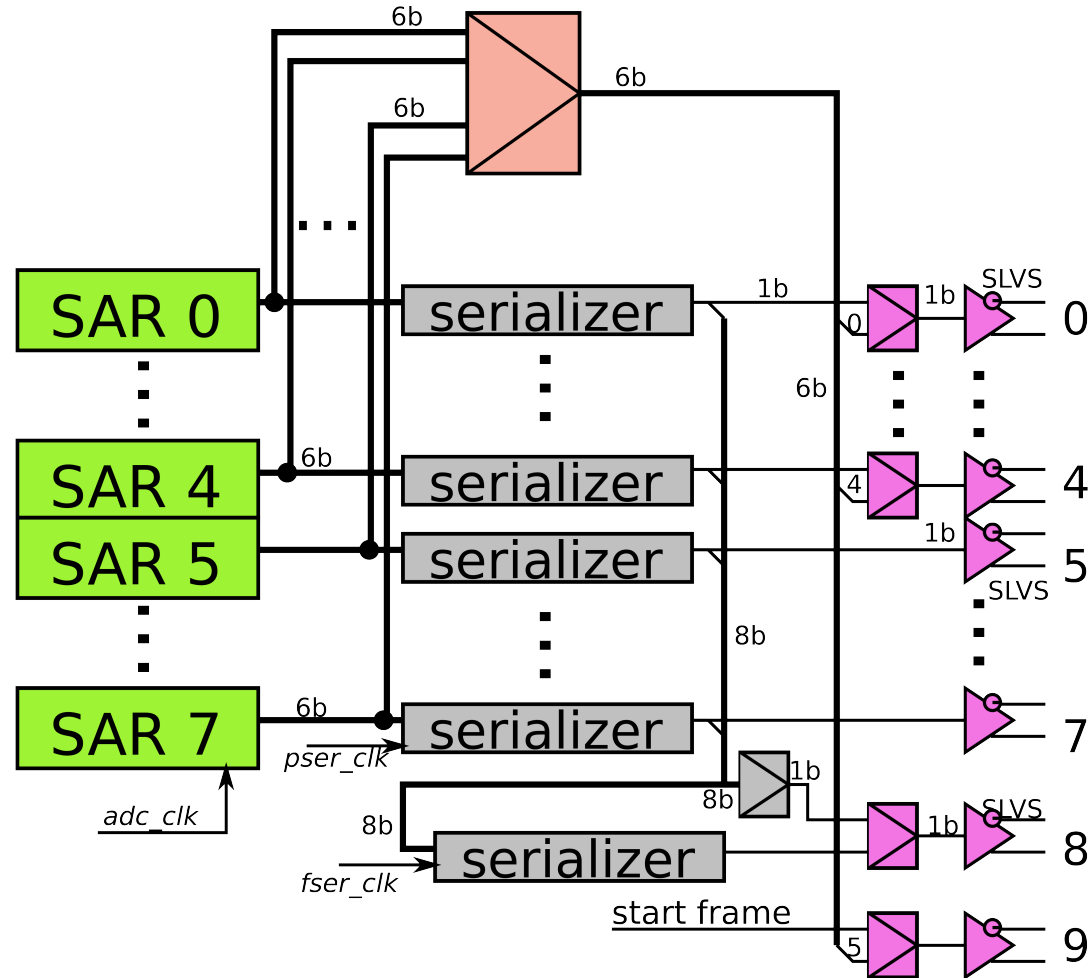 6b
6b
6b
SAR 0
serializer
1b
SLVS
1b
0
0
6b
SAR 4
6b
serializer
4
4
SAR 5
serializer
1b
5
SLVS
8b
SAR 7
6b
serializer
7
pser_clk
adc_clk
8b
1b
8b
serializer
fser_clk
SLVS
1b
8
start frame
5
9